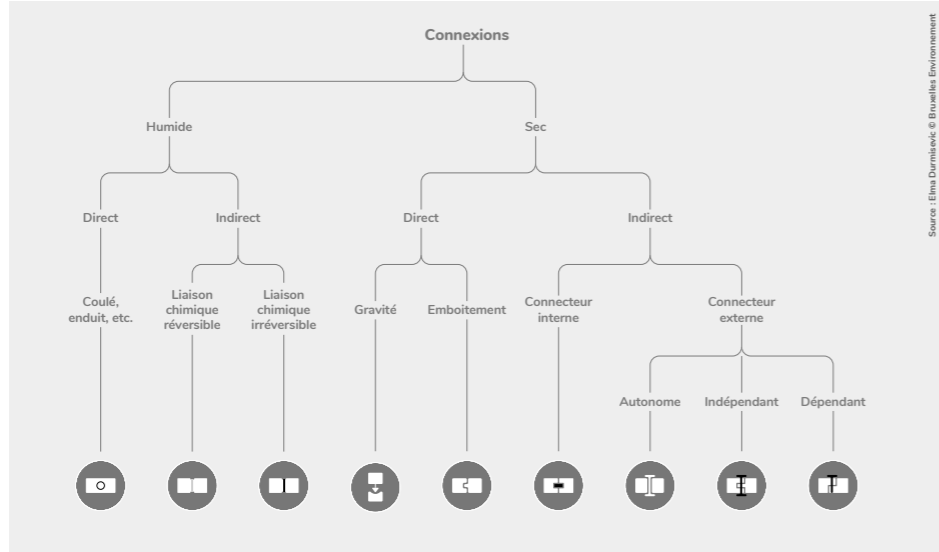 Connexions
Humide
Sec
Direct
Indirect
Direct
Indirect
Coulé,
enduit, etc.
Liaison
chimique
réversible
Liaison
chimique
irréversible
Gravité
Emboitement
Connecteur
interne
Connecteur
externe
Autonome
Indépendant
Dépendant
Source : Elma Durmisevic © Bruxelles Environnement